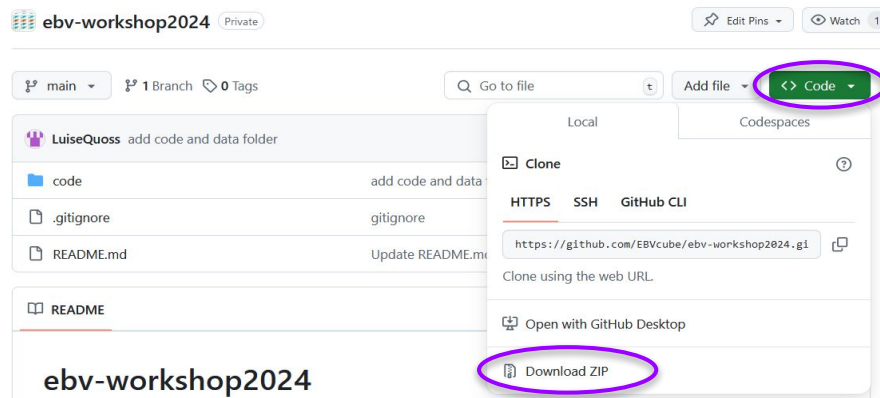 ebv-workshop2024 Private
Edit Pins
Watch 1
main
1 Branch
0 Tags
Go to file t
Add file
<> Code
LuiseQuoss add code and data folder
code add code and data
.gitignore gitignore
README.md Update README.m
README
ebv-workshop2024
Local Codespaces
Clone
HTTPS SSH GitHub CLI
https://github.com/EBVcube/ebv-workshop2024.gi
Clone using the web URL.
Open with GitHub Desktop
Download ZIP